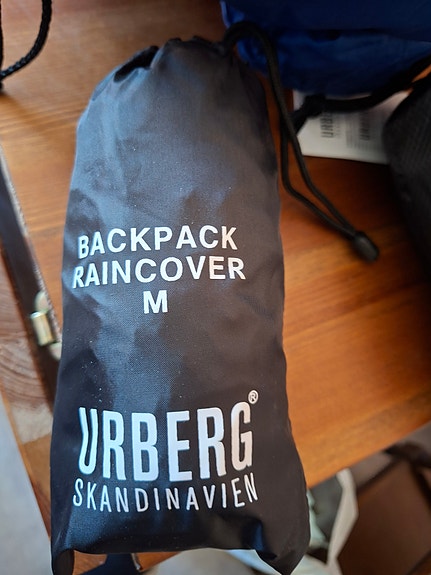 BACKPACK
RAINCOVER
M
URBERG®
SKANDINAVIEN